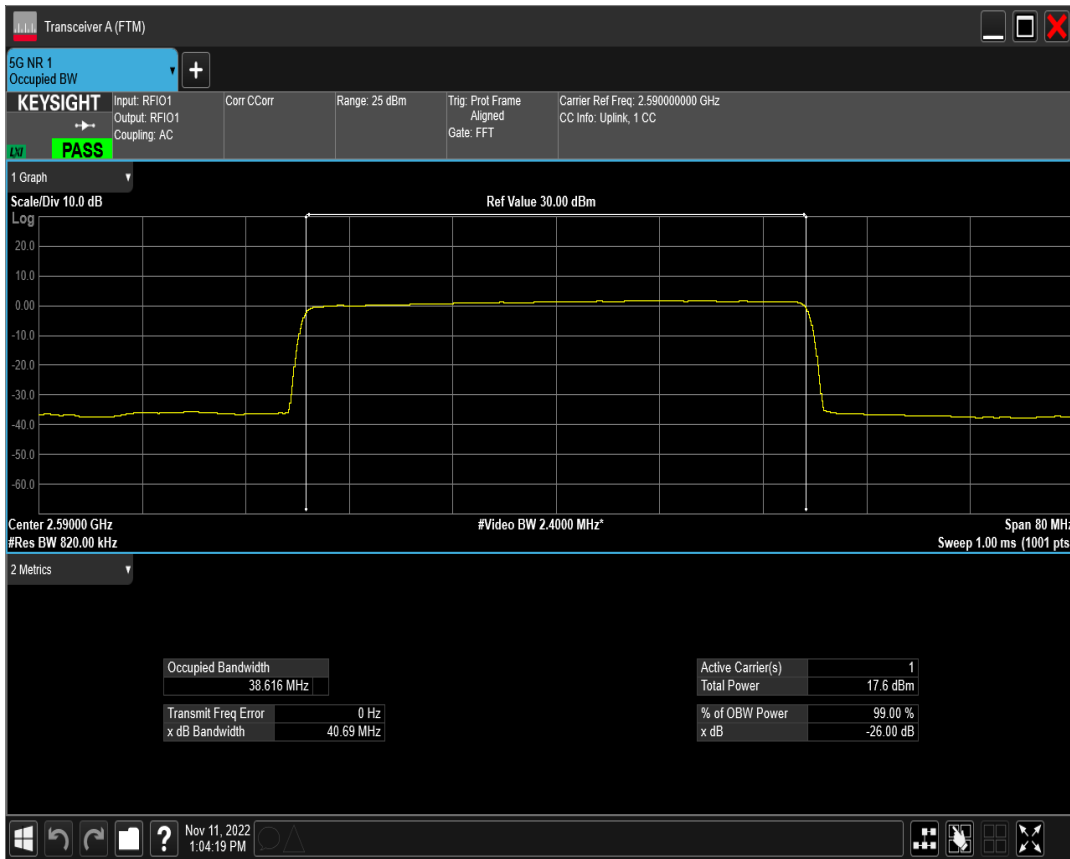 Transceiver A (FTM)
5G NR 1
Occupied BW
+
KEYSIGHT
LXI
PASS
Input: RFIO1
Output: RFIO1
Coupling: AC
Corr CCorr
Range: 25 dBm
Trig: Prot Frame
Aligned
Gate: FFT
Carrier Ref Freq: 2.590000000 GHz
CC Info: Uplink, 1 CC
1 Graph
Scale/Div 10.0 dB
Ref Value 30.00 dBm
Log
20.0
10.0
0.00
-10.0
-20.0
-30.0
-40.0
-50.0
-60.0
Center 2.59000 GHz
#Video BW 2.4000 MHz*
Span 80 MHz
#Res BW 820.00 kHz
Sweep 1.00 ms (1001 pts
2 Metrics
Occupied Bandwidth
38.616 MHz
Transmit Freq Error 0 Hz
x dB Bandwidth 40.69 MHz
Active Carrier(s) 1
Total Power 17.6 dBm
% of OBW Power 99.00 %
x dB -26.00 dB
?
Nov 11, 2022
1:04:19 PM